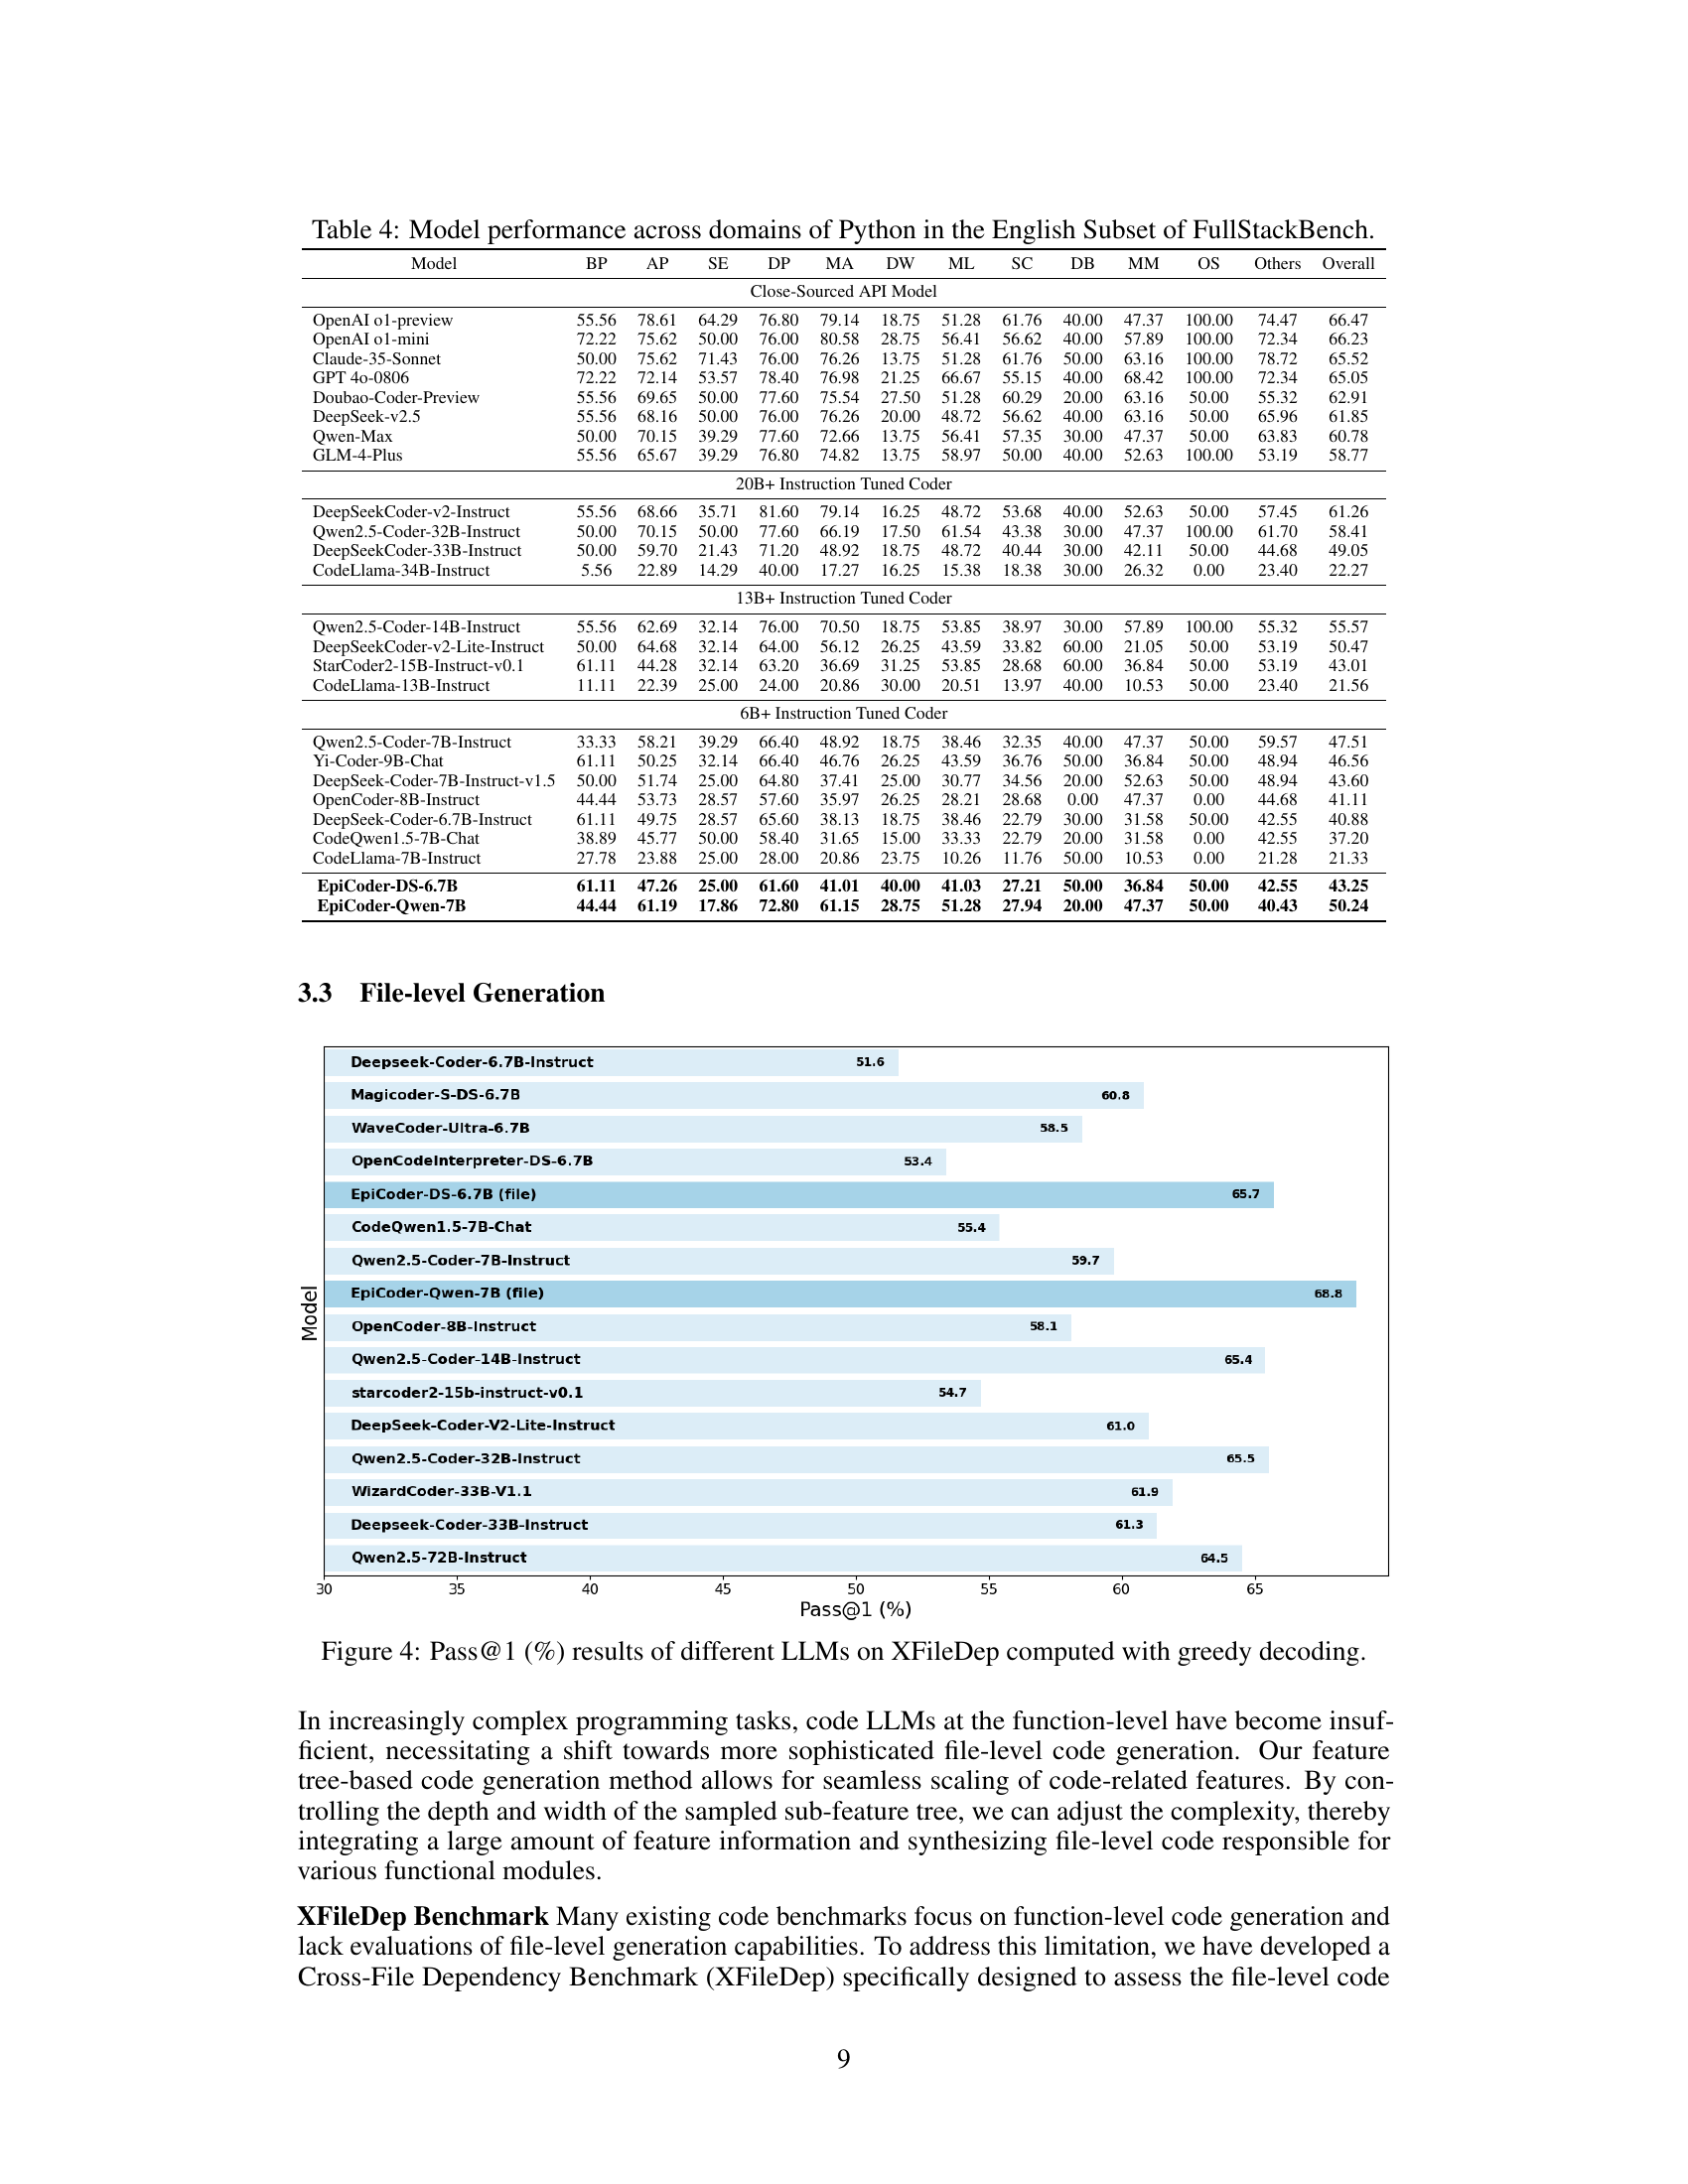 Table 4: Model performance across domains of Python in the English Subset of FullStackBench.
Model BP AP SE DP MA DW ML SC DB MM OS Others Overall
Close-Sourced API Model
OpenAI o1-preview 55.56 78.61 64.29 76.80 79.14 18.75 51.28 61.76 40.00 47.37 100.00 74.47 66.47
OpenAI o1-mini 72.22 75.62 50.00 76.00 80.58 28.75 56.41 56.62 40.00 57.89 100.00 72.34 66.23
Claude-35-Sonnet 50.00 75.62 71.43 76.00 76.26 13.75 51.28 61.76 50.00 63.16 100.00 78.72 65.52
GPT 4o-0806 72.22 72.14 53.57 78.40 76.98 21.25 66.67 55.15 40.00 68.42 100.00 72.34 65.05
Doubao-Coder-Preview 55.56 69.65 50.00 77.60 75.54 27.50 51.28 60.29 20.00 63.16 50.00 55.32 62.91
DeepSeek-v2.5 55.56 68.16 50.00 76.00 76.26 20.00 48.72 56.62 40.00 63.16 50.00 65.96 61.85
Qwen-Max 50.00 70.15 39.29 77.60 72.66 13.75 56.41 57.35 30.00 47.37 50.00 63.83 60.78
GLM-4-Plus 55.56 65.67 39.29 76.80 74.82 13.75 58.97 50.00 40.00 52.63 100.00 53.19 58.77
20B+ Instruction Tuned Coder
DeepSeekCoder-v2-Instruct 55.56 68.66 35.71 81.60 79.14 16.25 48.72 53.68 40.00 52.63 50.00 57.45 61.26
Qwen2.5-Coder-32B-Instruct 50.00 70.15 50.00 77.60 66.19 17.50 61.54 43.38 30.00 47.37 100.00 61.70 58.41
DeepSeekCoder-33B-Instruct 50.00 59.70 21.43 71.20 48.92 18.75 48.72 40.44 30.00 42.11 50.00 44.68 49.05
CodeLlama-34B-Instruct 5.56 22.89 14.29 40.00 17.27 16.25 15.38 18.38 30.00 26.32 0.00 23.40 22.27
13B+ Instruction Tuned Coder
Qwen2.5-Coder-14B-Instruct 55.56 62.69 32.14 76.00 70.50 18.75 53.85 38.97 30.00 57.89 100.00 55.32 55.57
DeepSeekCoder-v2-Lite-Instruct 50.00 64.68 32.14 64.00 56.12 26.25 43.59 33.82 60.00 21.05 50.00 53.19 50.47
StarCoder2-15B-Instruct-v0.1 61.11 44.28 32.14 63.20 36.69 31.25 53.85 28.68 60.00 36.84 50.00 53.19 43.01
CodeLlama-13B-Instruct 11.11 22.39 25.00 24.00 20.86 30.00 20.51 13.97 40.00 10.53 50.00 23.40 21.56
6B+ Instruction Tuned Coder
Qwen2.5-Coder-7B-Instruct 33.33 58.21 39.29 66.40 48.92 18.75 38.46 32.35 40.00 47.37 50.00 59.57 47.51
Yi-Coder-9B-Chat 61.11 50.25 32.14 66.40 46.76 26.25 43.59 36.76 50.00 36.84 50.00 48.94 46.56
DeepSeek-Coder-7B-Instruct-v1.5 50.00 51.74 25.00 64.80 37.41 25.00 30.77 34.56 20.00 52.63 50.00 48.94 43.60
OpenCoder-8B-Instruct 44.44 53.73 28.57 57.60 35.97 26.25 28.21 28.68 0.00 47.37 0.00 44.68 41.11
DeepSeek-Coder-6.7B-Instruct 61.11 49.75 28.57 65.60 38.13 18.75 38.46 22.79 30.00 31.58 50.00 42.55 40.88
CodeQwen1.5-7B-Chat 38.89 45.77 50.00 58.40 31.65 15.00 33.33 22.79 20.00 31.58 0.00 42.55 37.20
CodeLlama-7B-Instruct 27.78 23.88 25.00 28.00 20.86 23.75 10.26 11.76 50.00 10.53 0.00 21.28 21.33
EpiCoder-DS-6.7B 61.11 47.26 25.00 61.60 41.01 40.00 41.03 27.21 50.00 36.84 50.00 42.55 43.25
EpiCoder-Qwen-7B 44.44 61.19 17.86 72.80 61.15 28.75 51.28 27.94 20.00 47.37 50.00 40.43 50.24
3.3 File-level Generation
Deepseek-Coder-6.7B-Instruct 51.6
Magicoder-S-DS-6.7B 60.8
WaveCoder-Ultra-6.7B 58.5
OpenCodeInterpreter-DS-6.7B 53.4
EpiCoder-DS-6.7B (file) 65.7
CodeQwen1.5-7B-Chat 55.4
Qwen2.5-Coder-7B-Instruct 59.7
EpiCoder-Qwen-7B (file) 68.8
OpenCoder-8B-Instruct 58.1
Qwen2.5-Coder-14B-Instruct 65.4
starcoder2-15b-instruct-v0.1 54.7
DeepSeek-Coder-V2-Lite-Instruct 61.0
Qwen2.5-Coder-32B-Instruct 65.5
WizardCoder-33B-V1.1 61.9
Deepseek-Coder-33B-Instruct 61.3
Qwen2.5-72B-Instruct 64.5
Model
30 35 40 45 50 55 60 65
Pass@1 (%)
Figure 4: Pass@1 (%) results of different LLMs on XFileDep computed with greedy decoding.
In increasingly complex programming tasks, code LLMs at the function-level have become insuf-
ficient, necessitating a shift towards more sophisticated file-level code generation. Our feature
tree-based code generation method allows for seamless scaling of code-related features. By con-
trolling the depth and width of the sampled sub-feature tree, we can adjust the complexity, thereby
integrating a large amount of feature information and synthesizing file-level code responsible for
various functional modules.
XFileDep Benchmark Many existing code benchmarks focus on function-level code generation and
lack evaluations of file-level generation capabilities. To address this limitation, we have developed a
Cross-File Dependency Benchmark (XFileDep) specifically designed to assess the file-level code
9